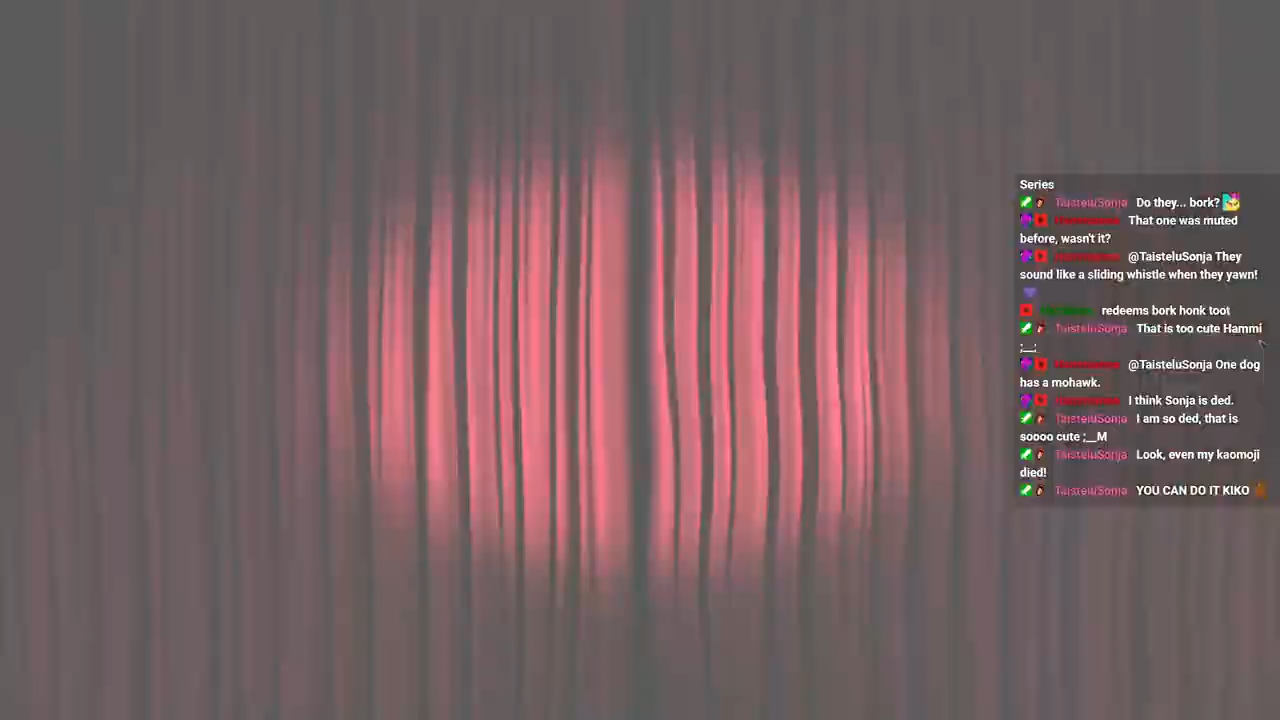 Series
TaisteluSonja Do they... bork?
That one was muted
before, wasn't it?
@TaisteluSonja They
sound like a sliding whistle when they yawn!
redeems bork honk toot
TaisteluSonja That is too cute Hammi
;__;
@TaisteluSonja One dog
has a mohawk.
I think Sonja is ded.
TaisteluSonja I am so ded, that is
soooo cute ;__M
TaisteluSonja Look, even my kaomoji
died!
TaisteluSonja YOU CAN DO IT KIKO